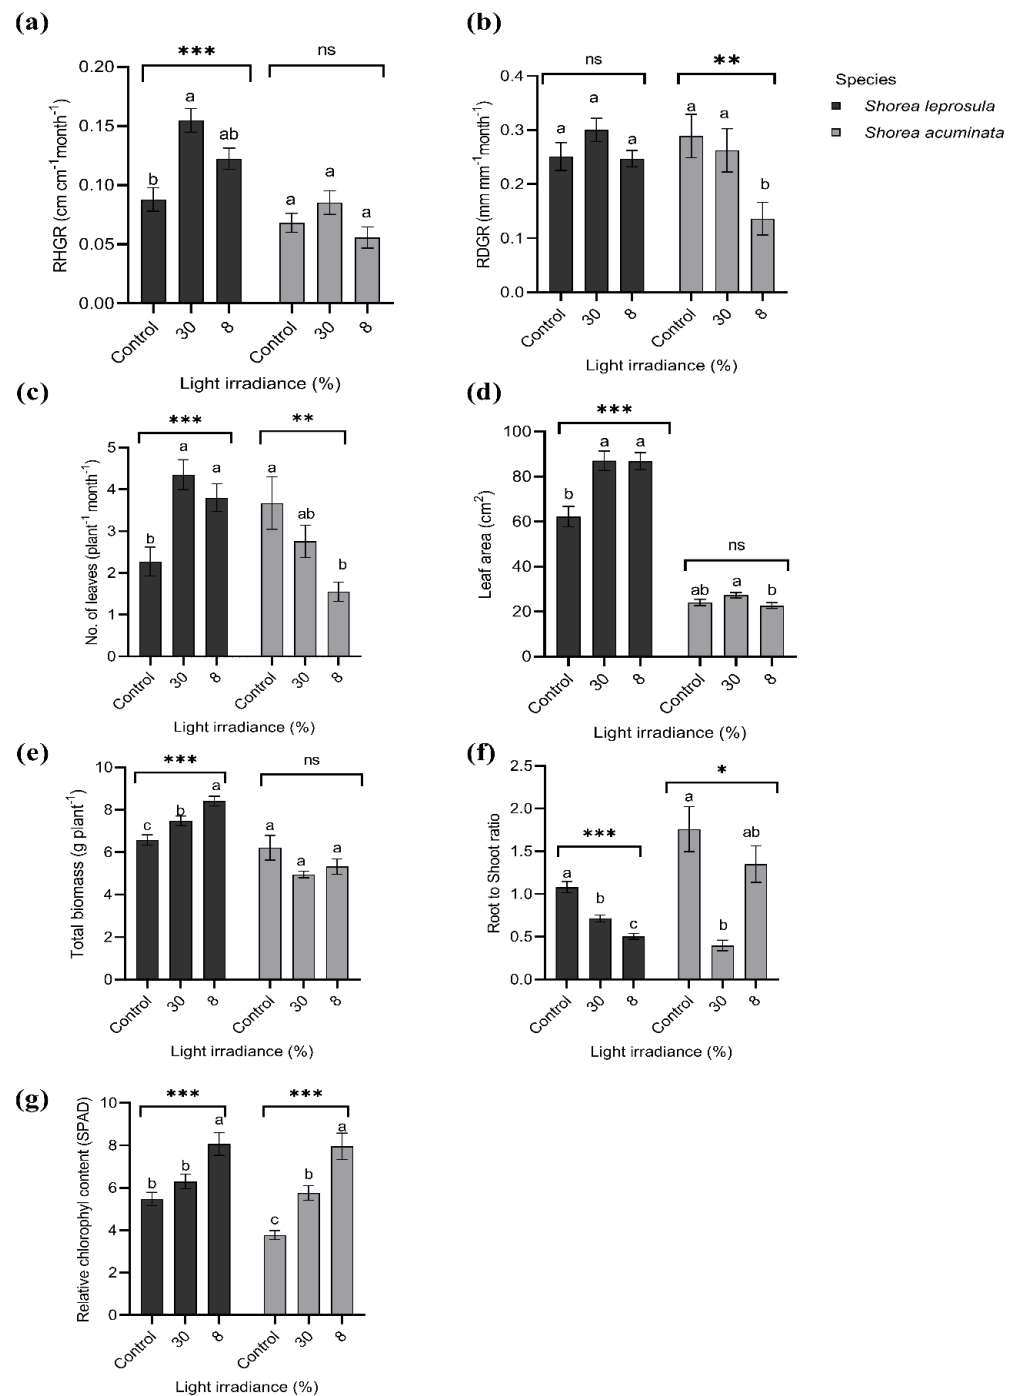 (a)
*** ns
0.20
0.15
0.10
0.05
0.00
RHGR (cm cm⁻¹month⁻¹)
b a ab a a a
Control 30 8 Control 30 8
Light irradiance (%)
(b)
ns **
0.4
0.3
0.2
0.1
0.0
RDGR (mm mm⁻¹month⁻¹)
a a a a a b
Control 30 8 Control 30 8
Light irradiance (%)
Species
Shorea leprosula
Shorea acuminata
(c)
*** **
5
4
3
2
1
0
No. of leaves (plant⁻¹ month⁻¹)
b a a a ab b
Control 30 8 Control 30 8
Light irradiance (%)
(d)
*** ns
100
80
60
40
20
0
Leaf area (cm²)
b a a ab a b
Control 30 8 Control 30 8
Light irradiance (%)
(e)
*** ns
10
8
6
4
2
0
Total biomass (g plant⁻¹)
c b a a a a
Control 30 8 Control 30 8
Light irradiance (%)
(f)
*** *
2.5
2.0
1.5
1.0
0.5
0.0
Root to Shoot ratio
a b c a b ab
Control 30 8 Control 30 8
Light irradiance (%)
(g)
*** ***
10
8
6
4
2
0
Relative chlorophyl content (SPAD)
b b a c b a
Control 30 8 Control 30 8
Light irradiance (%)